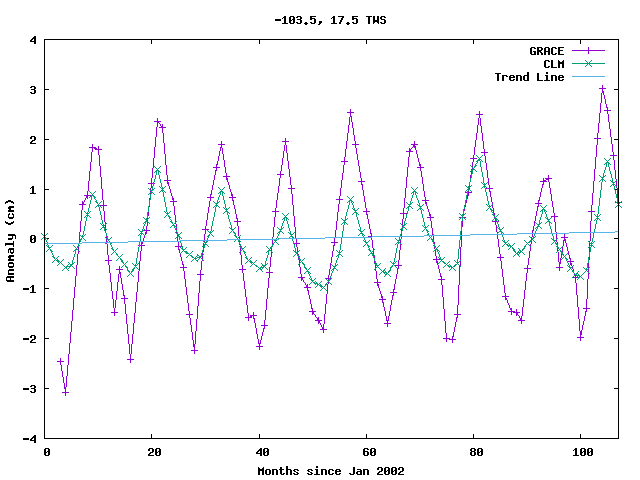 -103.5, 17.5 TWS
GRACE
CLM
Trend Line
4
3
2
1
0
-1
-2
-3
-4
Anomaly (cm)
0 20 40 60 80 100
Months since Jan 2002